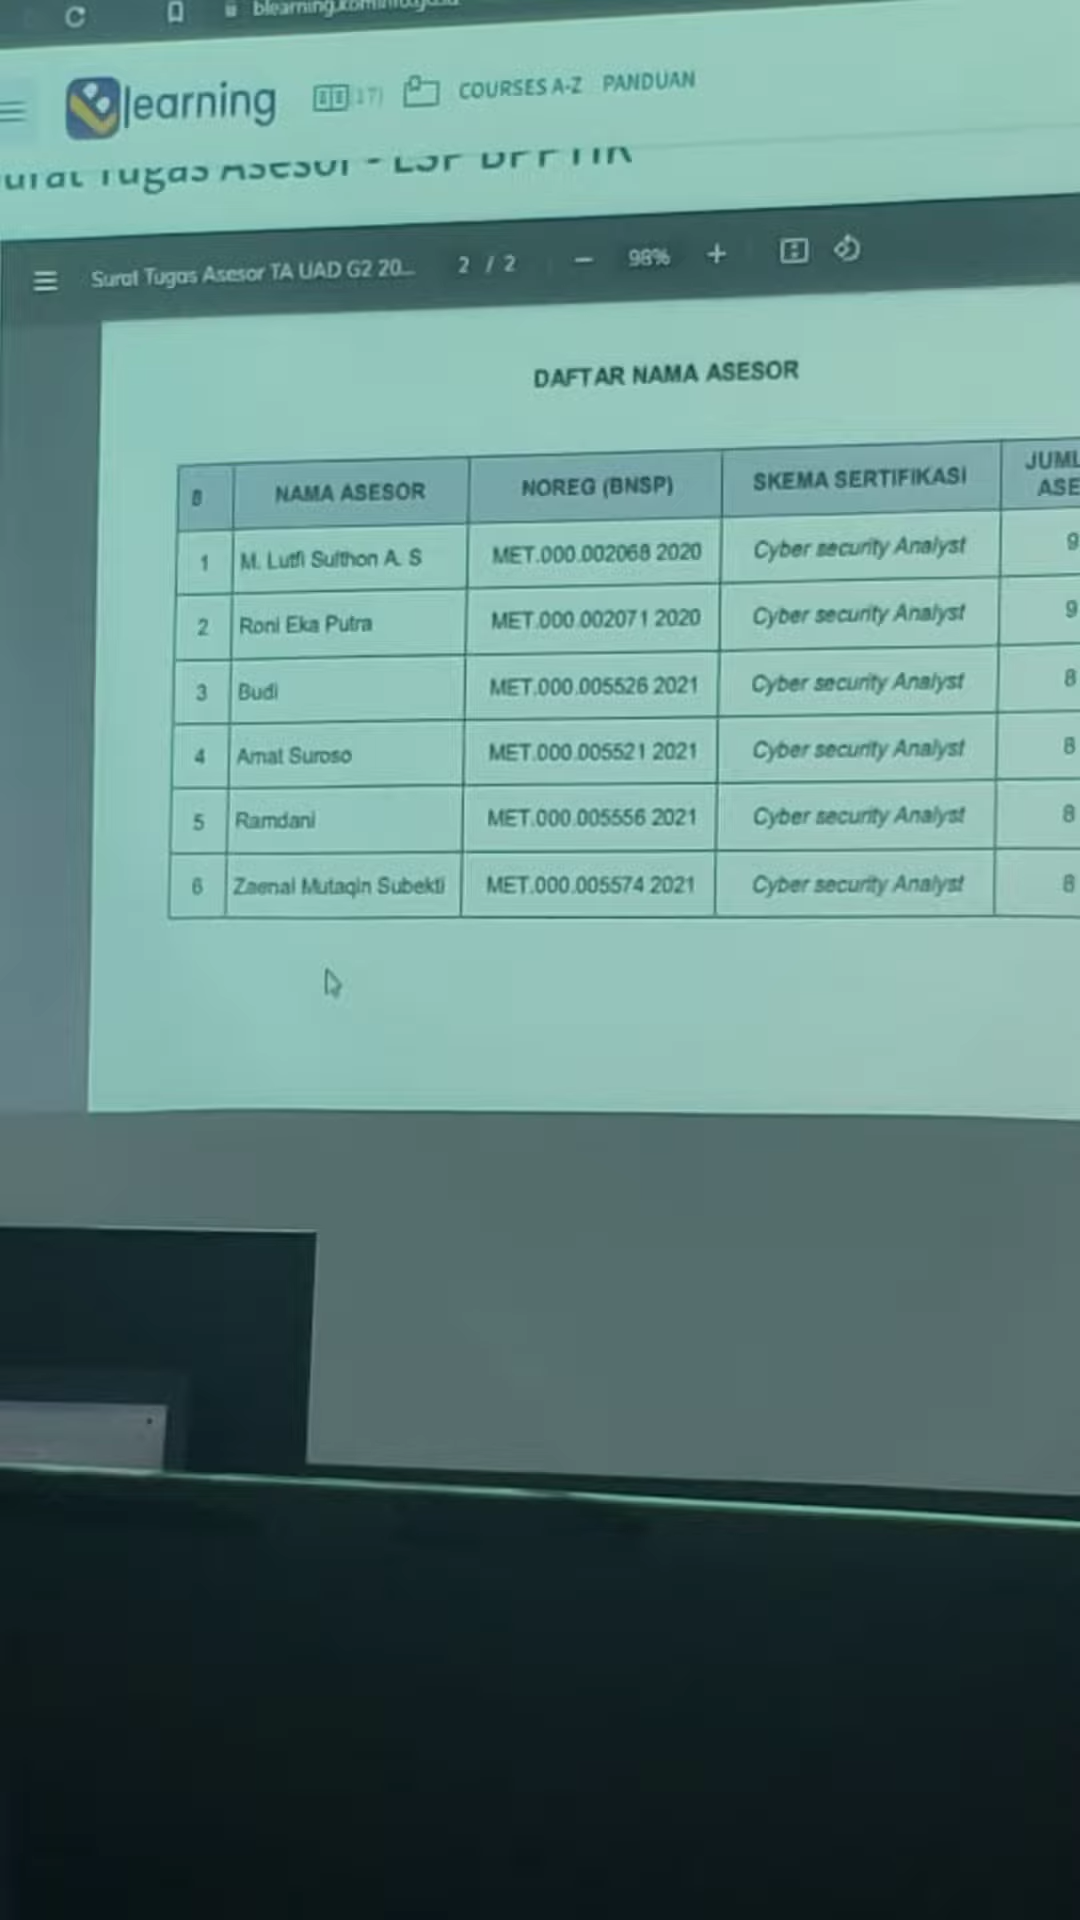 learning
COURSES A-Z PANDUAN
Surat Tugas Asesor TA UAD G2 20...
2 / 2
98%
DAFTAR NAMA ASESOR
NAMA ASESOR NOREG (BNSP) SKEMA SERTIFIKASI JUML
ASE
1 M. Lutfi Sulthon A. S MET.000.002068 2020 Cyber security Analyst 9
2 Roni Eka Putra MET.000.002071 2020 Cyber security Analyst 9
3 Budi MET.000.005526 2021 Cyber security Analyst 8
4 Amat Suroso MET.000.005521 2021 Cyber security Analyst 8
5 Ramdani MET.000.005556 2021 Cyber security Analyst 8
6 Zaenal Mutaqin Subekti MET.000.005574 2021 Cyber security Analyst 8